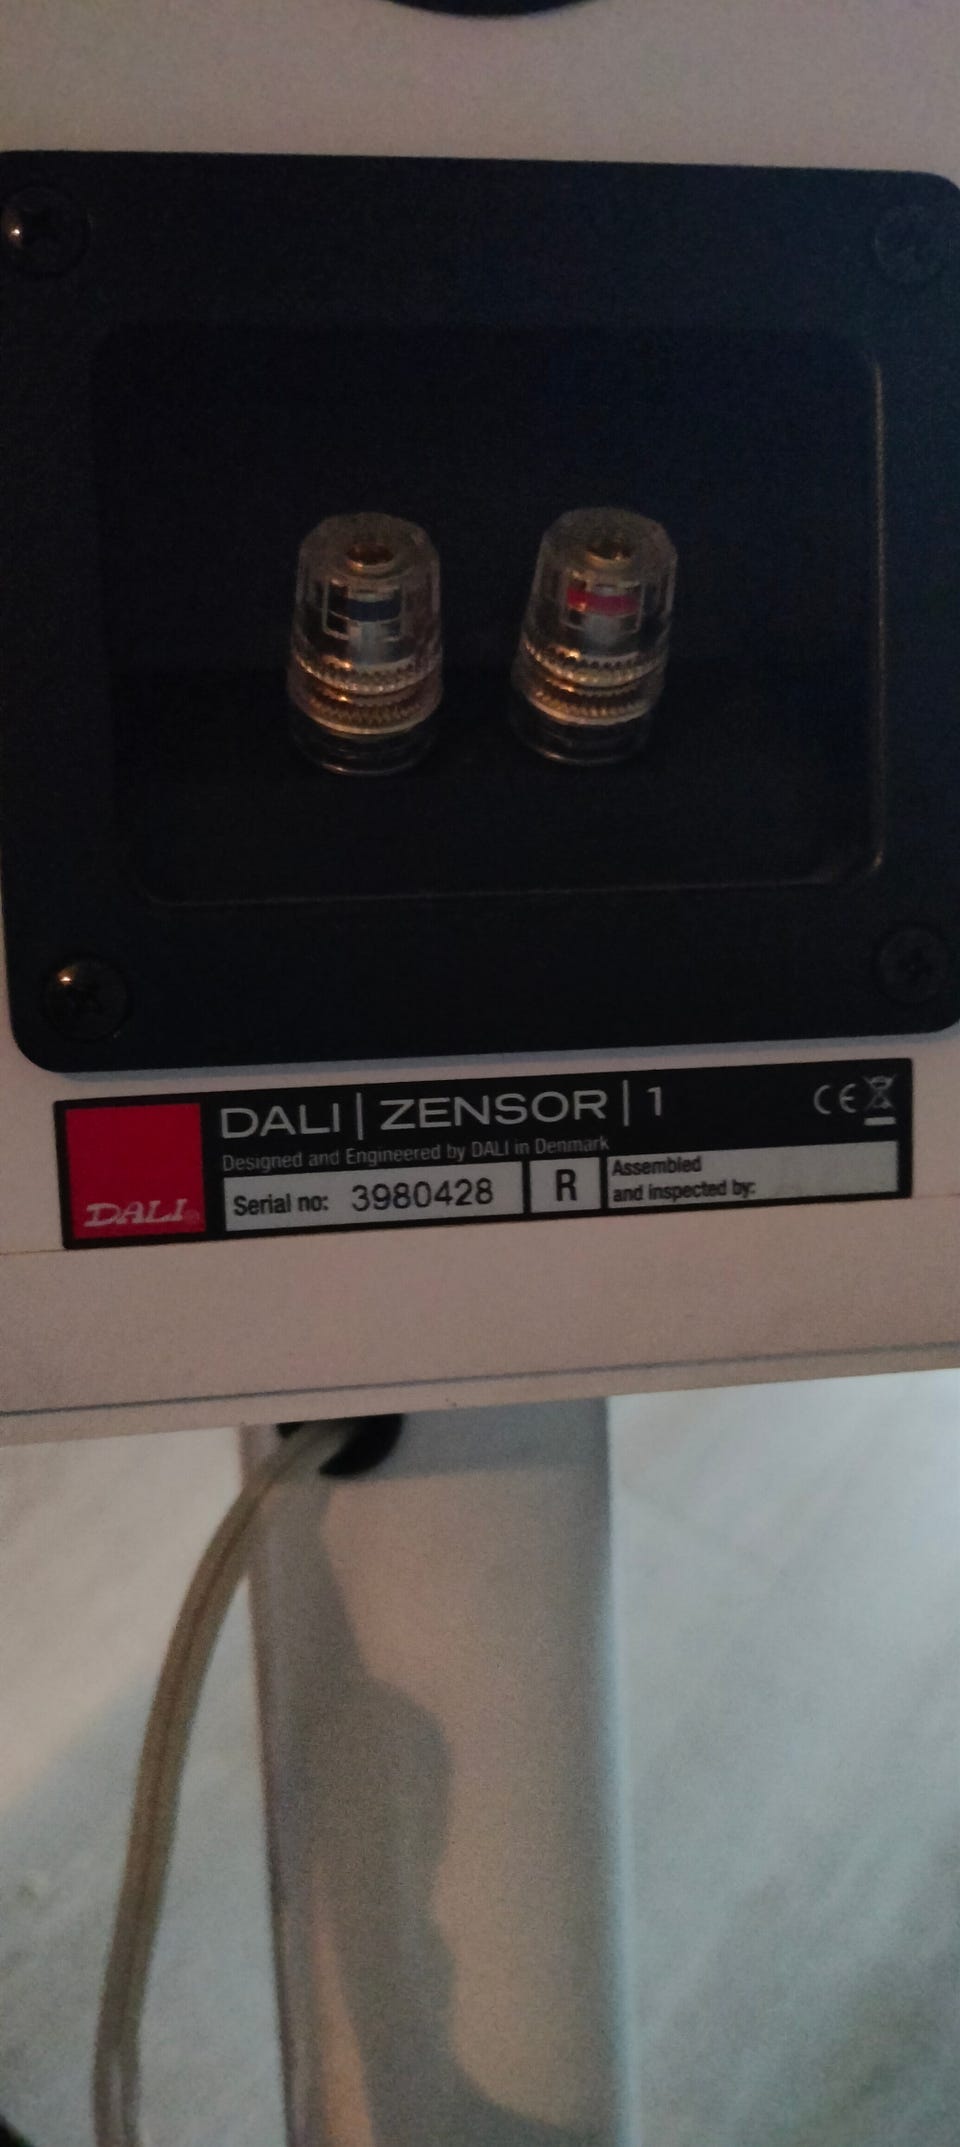 DALI | ZENSOR | 1
CE
Designed and Engineered by DALI in Denmark
DALI®
Serial no: 3980428
R
Assembled
and inspected by: